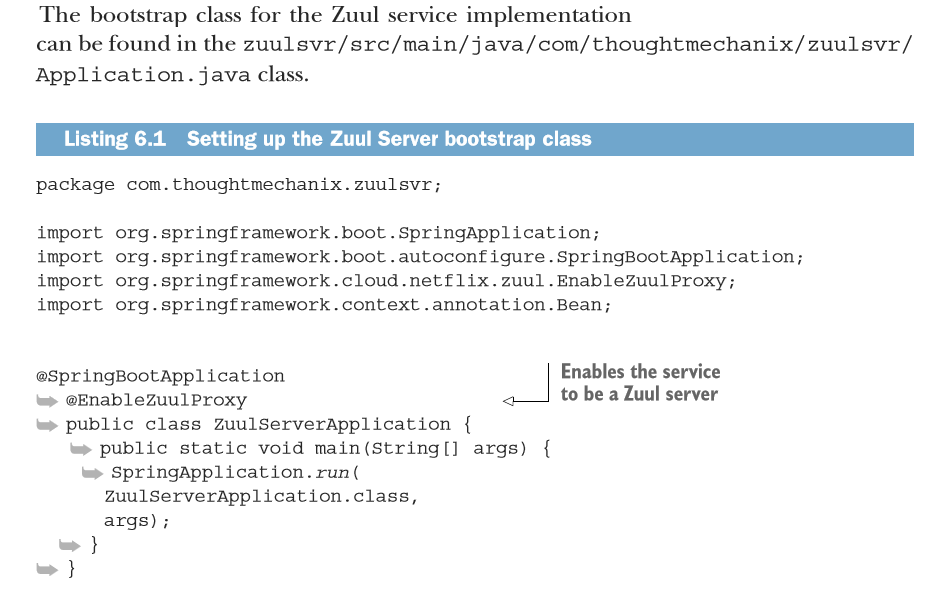 The bootstrap class for the Zuul service implementation
can be found in the zuulsvr/src/main/java/com/thoughtmechanix/zuulsvr/
Application.java class.
Listing 6.1 Setting up the Zuul Server bootstrap class
package com.thoughtmechanix.zuulsvr;
import org.springframework.boot.SpringApplication;
import org.springframework.boot.autoconfigure.SpringBootApplication;
import org.springframework.cloud.netflix.zuul.EnableZuulProxy;
import org.springframework.context.annotation.Bean;
@SpringBootApplication
@EnableZuulProxy
Enables the service
to be a Zuul server
public class ZuulServerApplication {
public static void main(String[] args) {
SpringApplication.run(
ZuulServerApplication.class,
args);
}
}